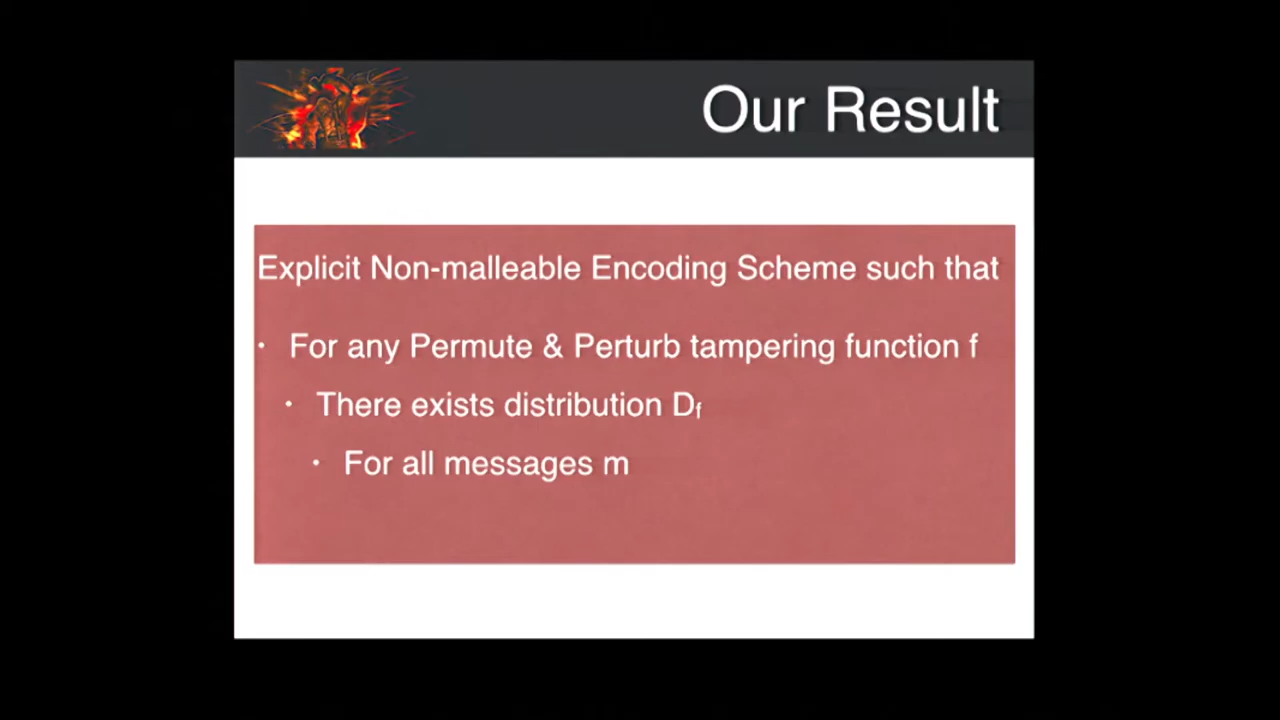 Our Result
Explicit Non-malleable Encoding Scheme such that
• For any Permute & Perturb tampering function f
• There exists distribution Df
• For all messages m